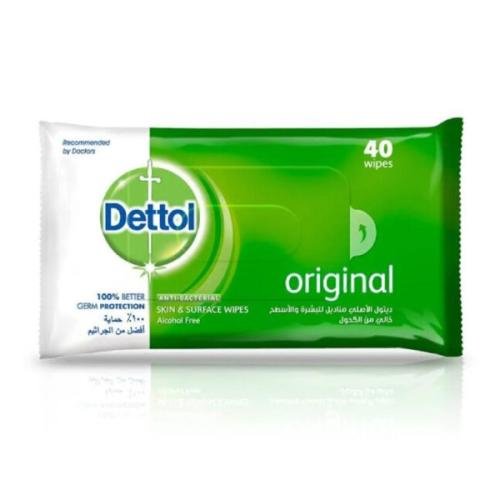 Recommended
by Doctors
40
wipes
Dettol
original
100% BETTER
GERM PROTECTION
١٠٠٪ حماية
أفضل من الجراثيم
ANTI-BACTERIAL
SKIN & SURFACE WIPES
Alcohol Free
ديتول الأصلي مناديل للبشرة والأسطح
خالي من الكحول